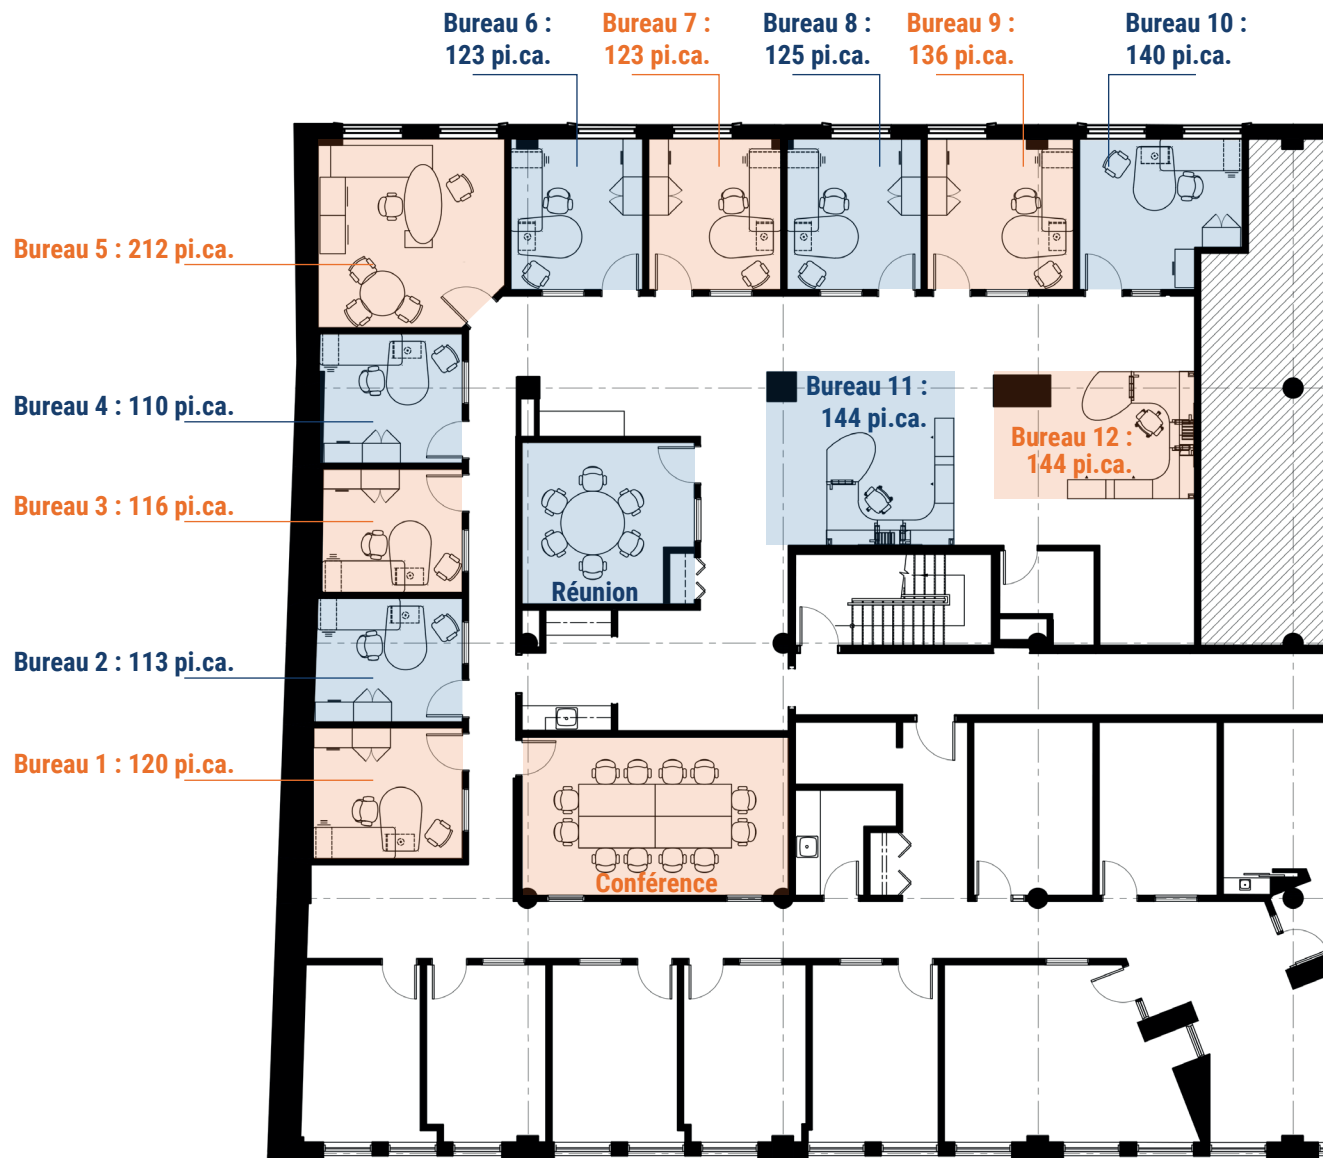 Bureau 6 :
123 pi.ca.
Bureau 7 :
123 pi.ca.
Bureau 8 :
125 pi.ca.
Bureau 9 :
136 pi.ca.
Bureau 10 :
140 pi.ca.
Bureau 5 : 212 pi.ca.
Bureau 4 : 110 pi.ca.
Bureau 11 :
144 pi.ca.
Bureau 12 :
144 pi.ca.
Bureau 3 : 116 pi.ca.
Réunion
Bureau 2 : 113 pi.ca.
Bureau 1 : 120 pi.ca.
Conférence